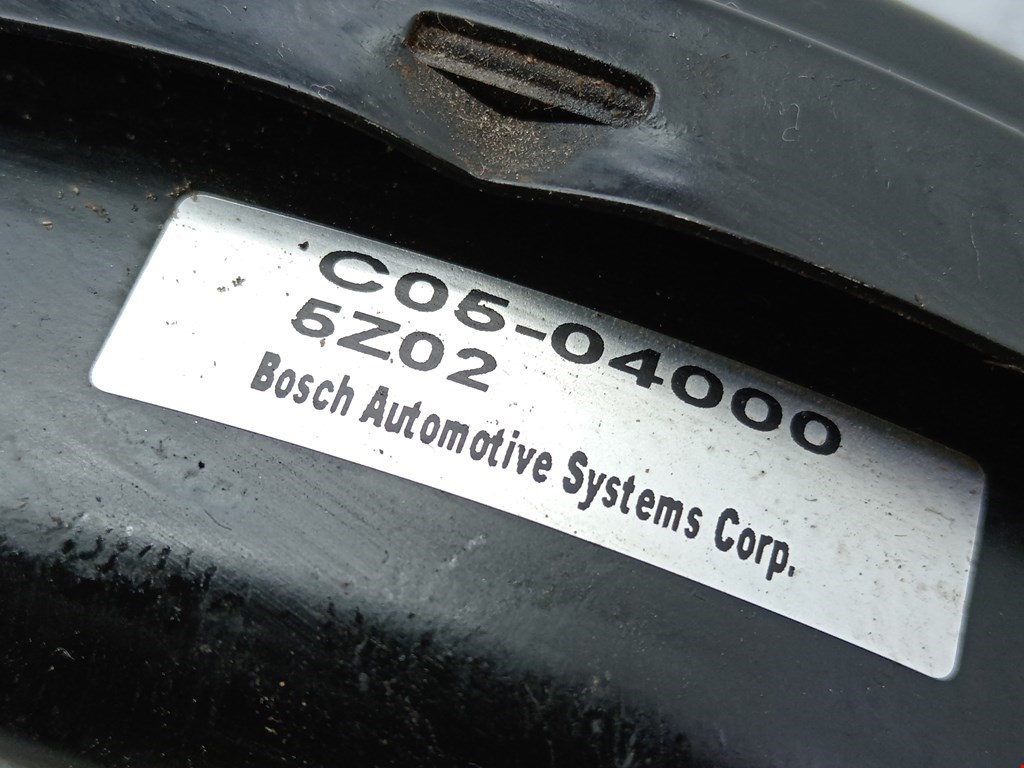 C05-04000
5Z02
Bosch Automotive Systems Corp.